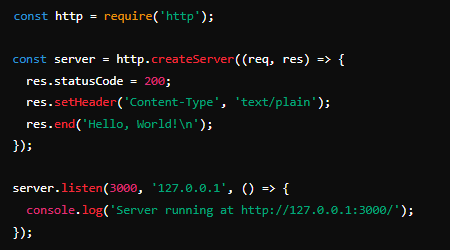 const http = require('http');

const server = http.createServer((req, res) => {
  res.statusCode = 200;
  res.setHeader('Content-Type', 'text/plain');
  res.end('Hello, World!\n');
});

server.listen(3000, '127.0.0.1', () => {
  console.log('Server running at http://127.0.0.1:3000/');
});